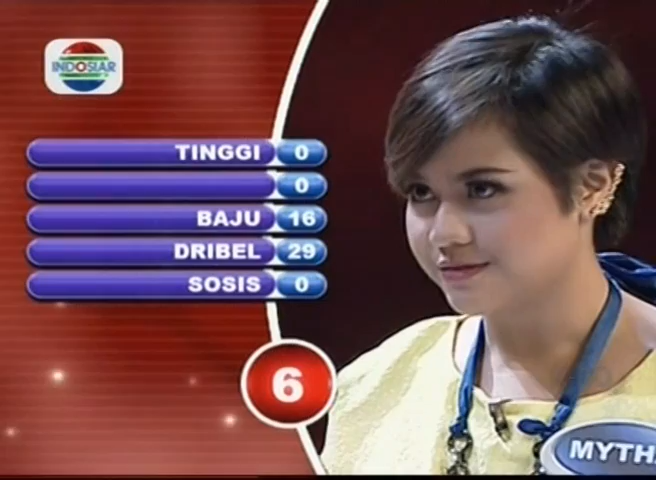 INDOSIAR
TINGGI 0
0
BAJU 16
DRIBEL 29
SOSIS 0
6
MYTH